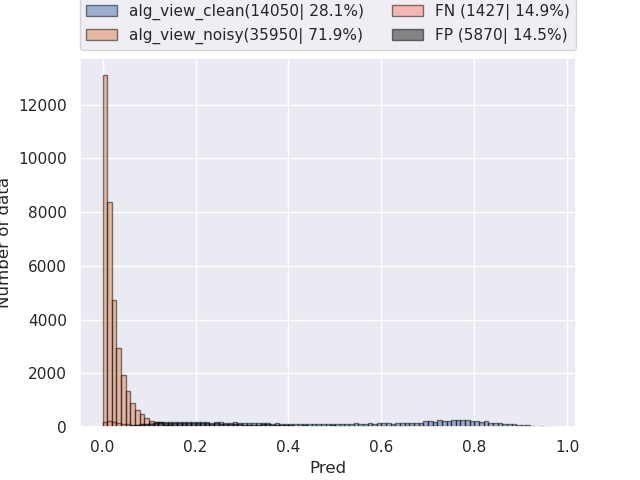 alg_view_clean(14050| 28.1%)
FN (1427| 14.9%)
alg_view_noisy(35950| 71.9%)
FP (5870| 14.5%)
12000
10000
8000
6000
4000
2000
0
Number of data
0.0 0.2 0.4 0.6 0.8 1.0
Pred